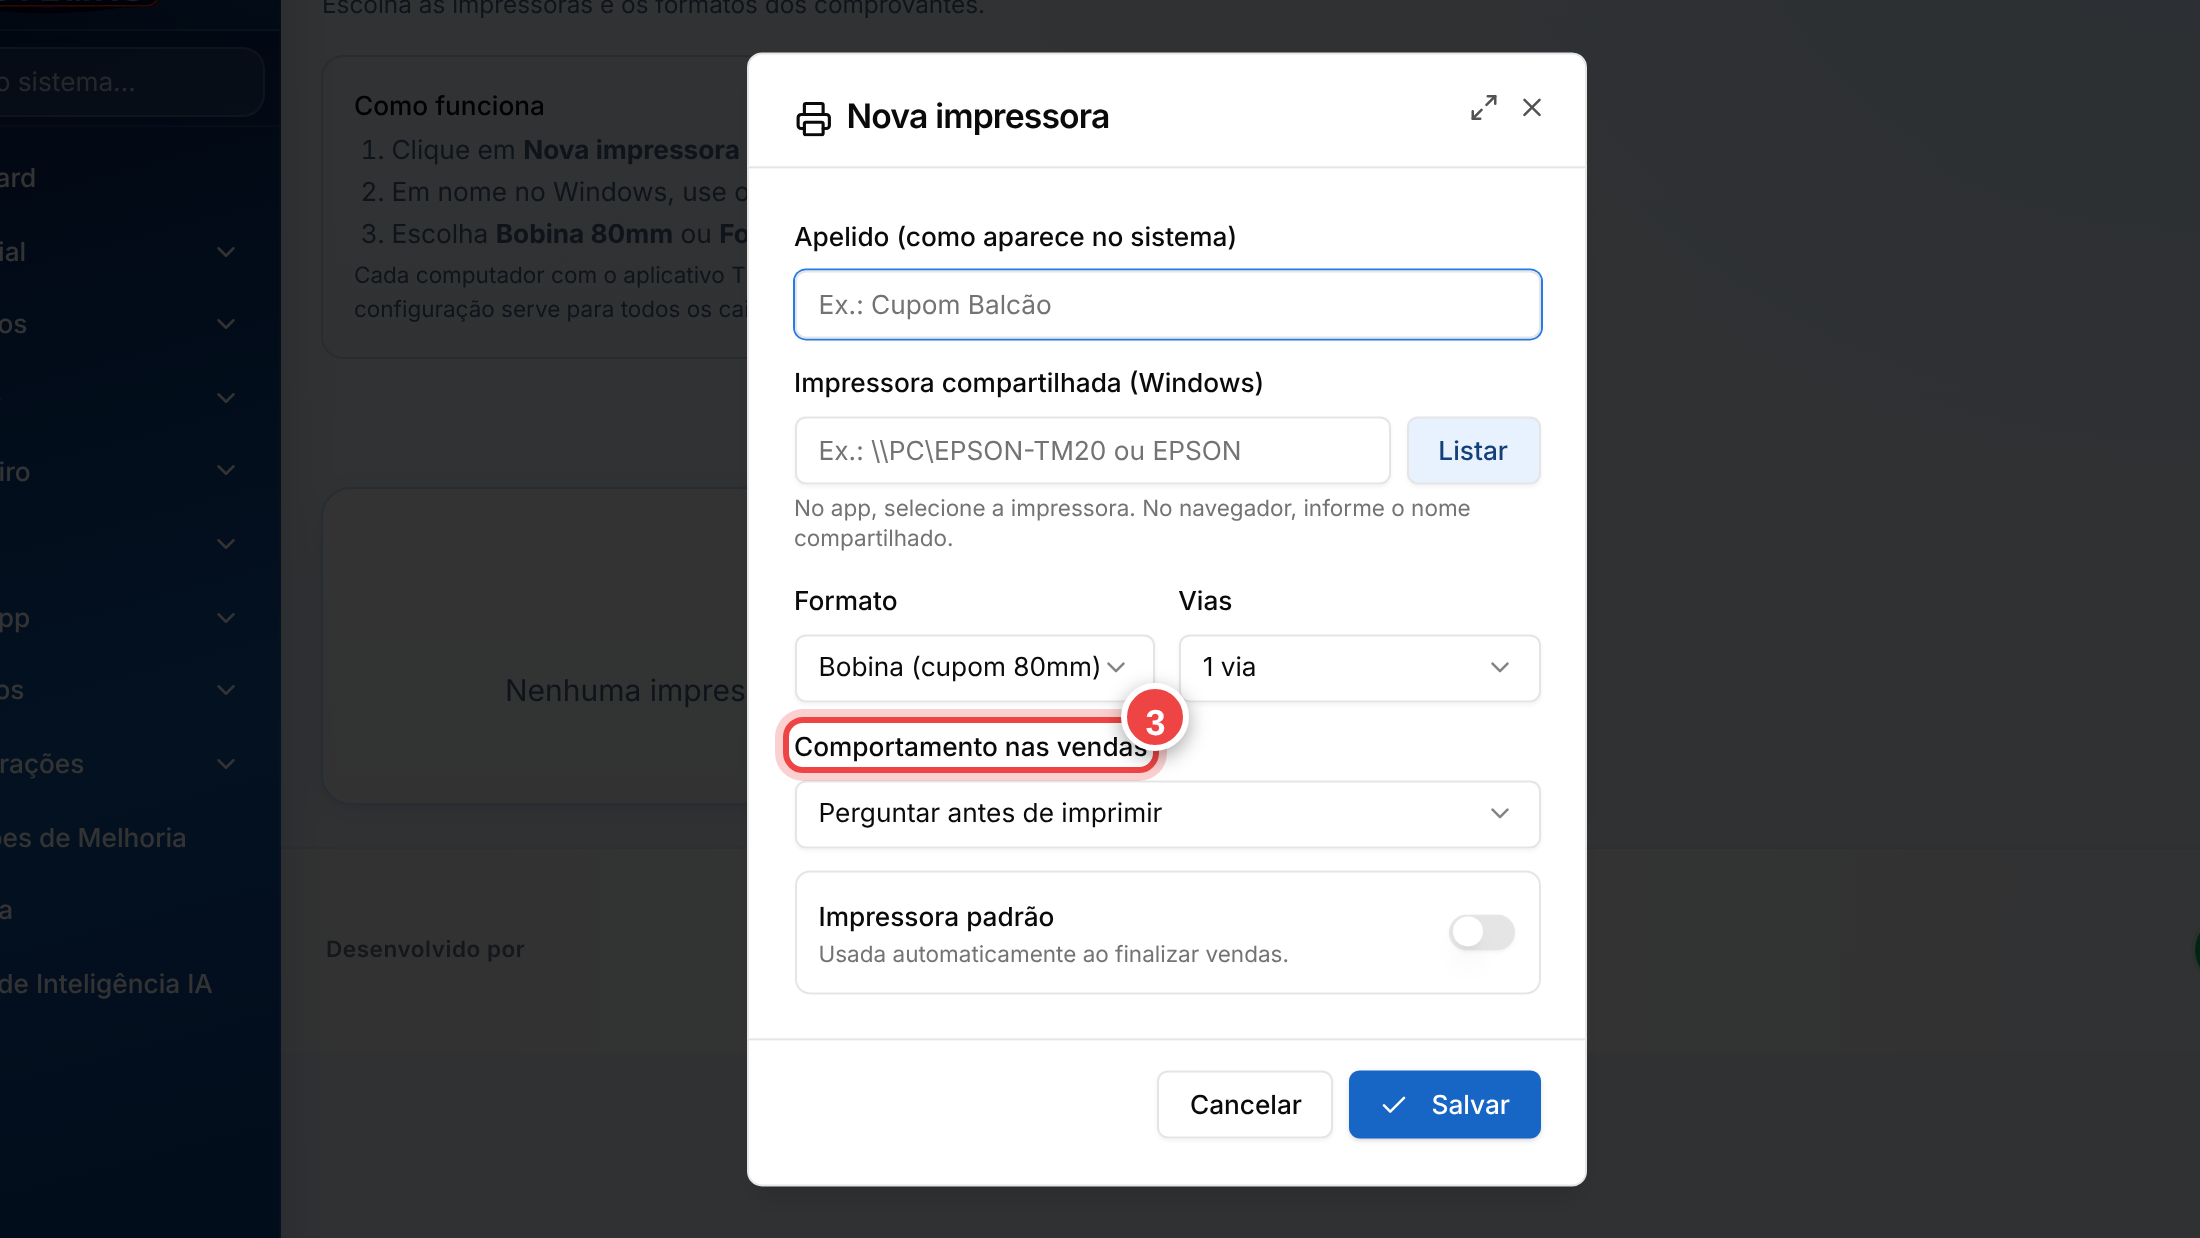 Escolha as impressoras e os formatos dos comprovantes.
o sistema...
Como funciona
1. Clique em Nova impressora
2. Em nome no Windows, use
3. Escolha Bobina 80mm ou
Cada computador com o aplicativo
configuração serve para todos os
ard
ial
os
iro
pp
os
rações
es de Melhoria
a
de Inteligência IA
Nenhuma impres
Desenvolvido por
Nova impressora
Apelido (como aparece no sistema)
Ex.: Cupom Balcão
Impressora compartilhada (Windows)
Ex.: \\PC\EPSON-TM20 ou EPSON
Listar
No app, selecione a impressora. No navegador, informe o nome
compartilhado.
Formato
Vias
Bobina (cupom 80mm)
1 via
3
Comportamento nas vendas
Perguntar antes de imprimir
Impressora padrão
Usada automaticamente ao finalizar vendas.
Cancelar
Salvar